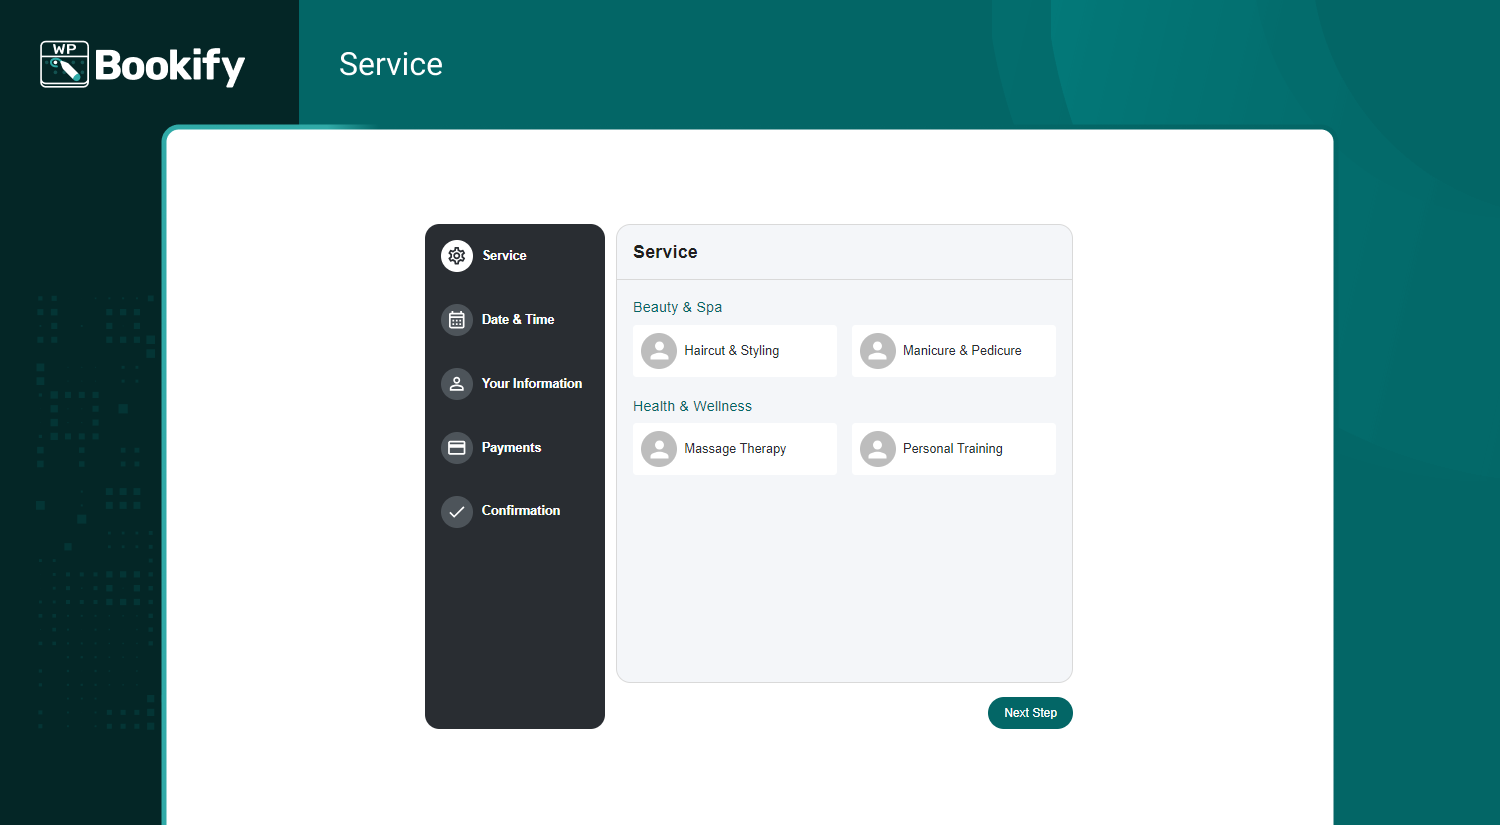 WP
Bookify
Service
Service
Date & Time
Your Information
Payments
Confirmation
Service
Beauty & Spa
Haircut & Styling
Manicure & Pedicure
Health & Wellness
Massage Therapy
Personal Training
Next Step